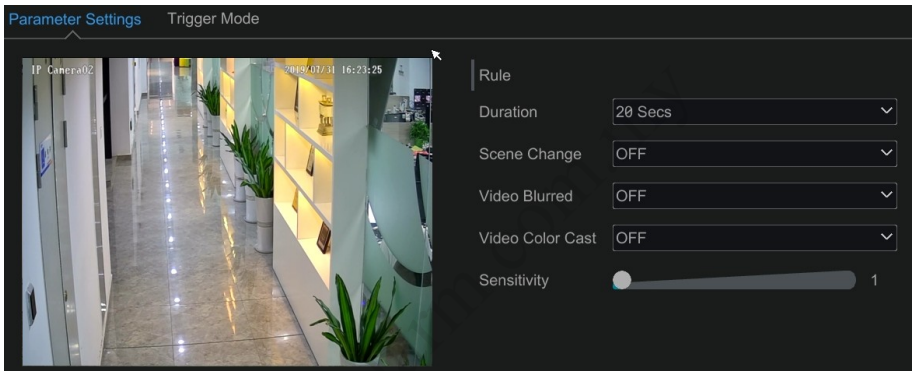 Parameter Settings Trigger Mode
IP Camera02 2019/07/31 16:23:25
Rule
Duration 20 Secs
Scene Change OFF
Video Blurred OFF
Video Color Cast OFF
Sensitivity 1